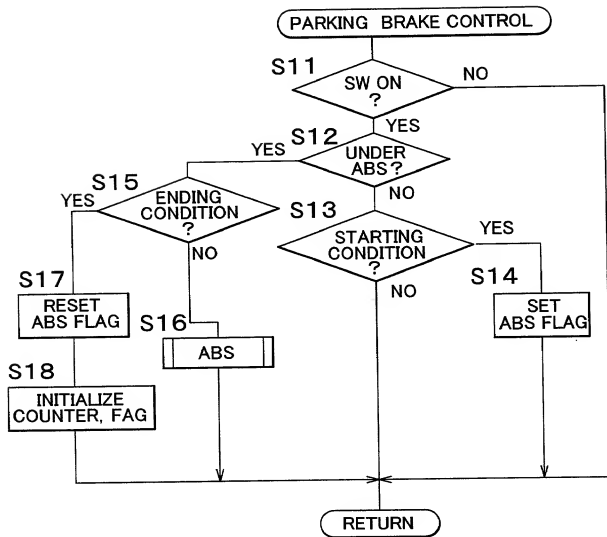 PARKING BRAKE CONTROL
S11
SW ON
?
NO
YES
S12
UNDER
ABS?
YES
NO
S15
ENDING
CONDITION
?
YES
NO
S13
STARTING
CONDITION
?
YES
NO
S17
RESET
ABS FLAG
S16
ABS
S14
SET
ABS FLAG
S18
INITIALIZE
COUNTER, FAG
RETURN